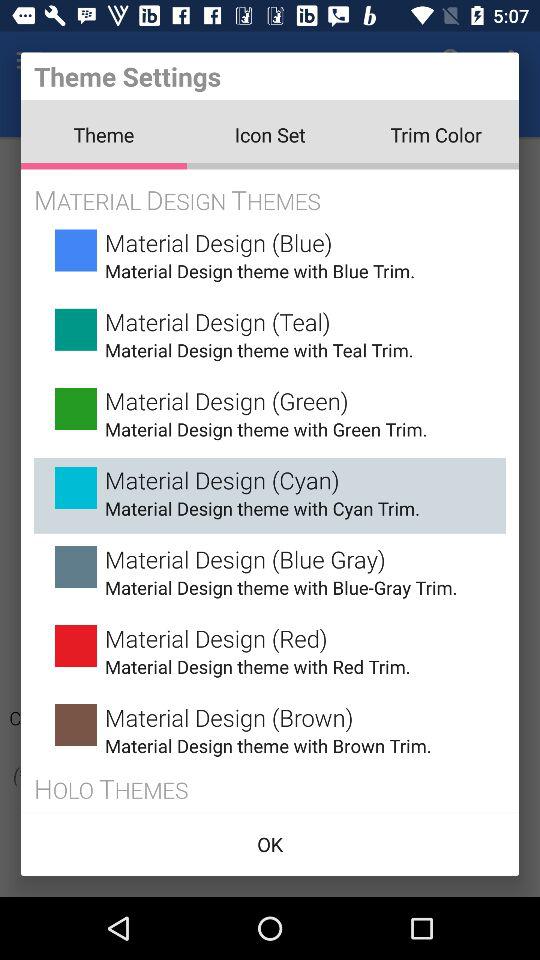 5:07
Theme Settings
Theme Icon Set Trim Color
MATERIAL DESIGN THEMES
Material Design (Blue)
Material Design theme with Blue Trim.
Material Design (Teal)
Material Design theme with Teal Trim.
Material Design (Green)
Material Design theme with Green Trim.
Material Design (Cyan)
Material Design theme with Cyan Trim.
Material Design (Blue Gray)
Material Design theme with Blue-Gray Trim.
Material Design (Red)
Material Design theme with Red Trim.
Material Design (Brown)
Material Design theme with Brown Trim.
HOLO THEMES
OK